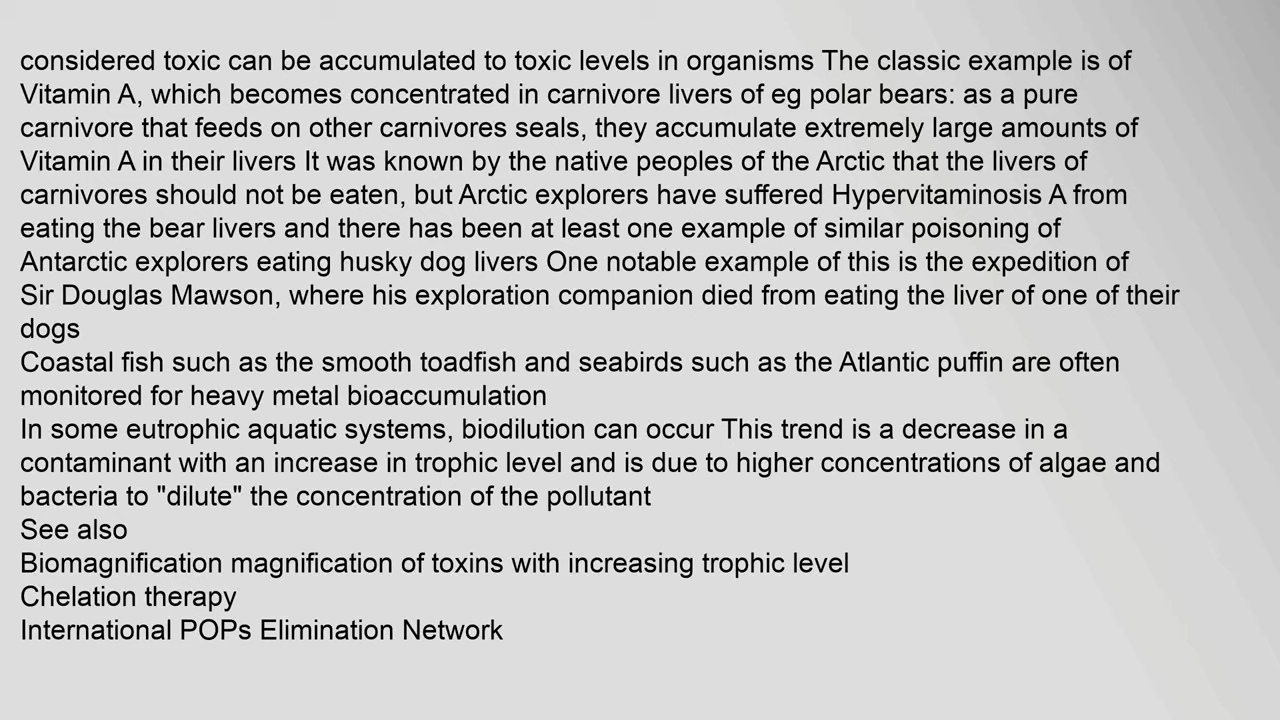 considered toxic can be accumulated to toxic levels in organisms The classic example is of
Vitamin A, which becomes concentrated in carnivore livers of eg polar bears: as a pure
carnivore that feeds on other carnivores seals, they accumulate extremely large amounts of
Vitamin A in their livers It was known by the native peoples of the Arctic that the livers of
carnivores should not be eaten, but Arctic explorers have suffered Hypervitaminosis A from
eating the bear livers and there has been at least one example of similar poisoning of
Antarctic explorers eating husky dog livers One notable example of this is the expedition of
Sir Douglas Mawson, where his exploration companion died from eating the liver of one of their
dogs
Coastal fish such as the smooth toadfish and seabirds such as the Atlantic puffin are often
monitored for heavy metal bioaccumulation
In some eutrophic aquatic systems, biodilution can occur This trend is a decrease in a
contaminant with an increase in trophic level and is due to higher concentrations of algae and
bacteria to "dilute" the concentration of the pollutant
See also
Biomagnification magnification of toxins with increasing trophic level
Chelation therapy
International POPs Elimination Network